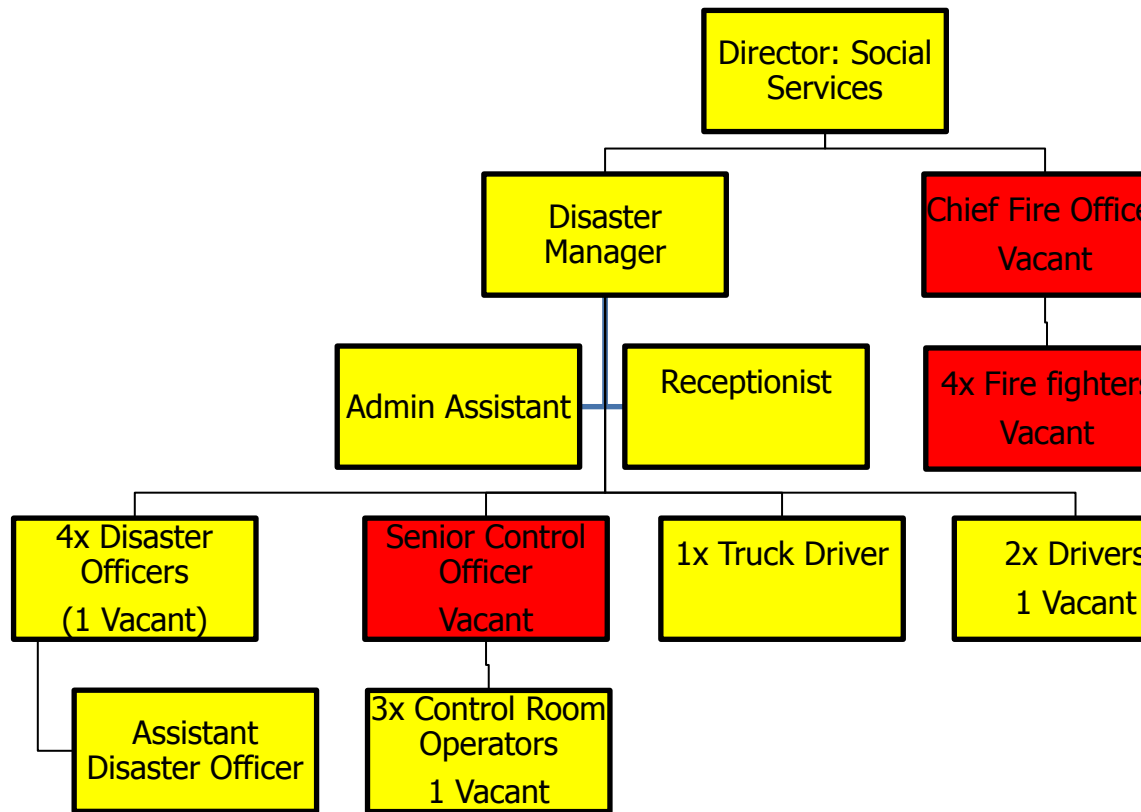 Director: Social
Services
Disaster
Manager
Chief Fire Office
Vacant
Admin Assistant
Receptionist
4x Fire fighters
Vacant
4x Disaster
Officers
(1 Vacant)
Senior Control
Officer
Vacant
1x Truck Driver
2x Drivers
1 Vacant
Assistant
Disaster Officer
3x Control Room
Operators
1 Vacant